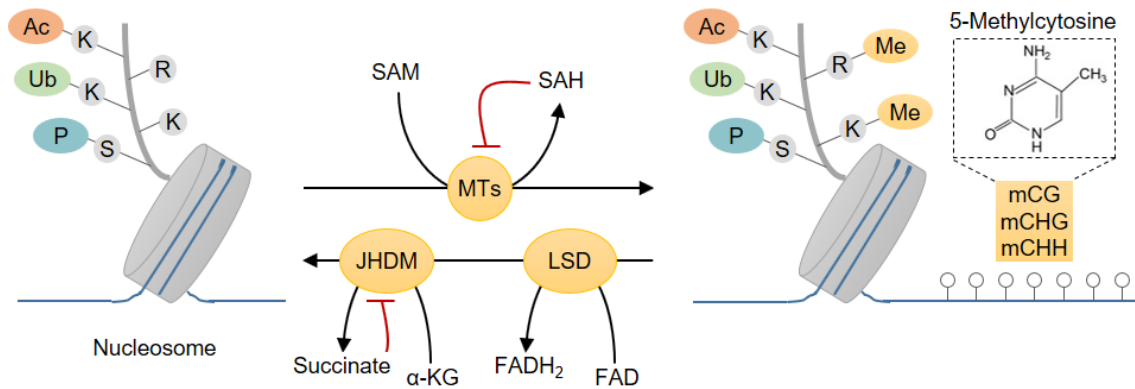 Ac
K
R
Ub
K
K
P
S
Nucleosome
SAM
SAH
MTs
JHDM
LSD
Succinate
α-KG
FADH₂
FAD
Ac
K
R
Me
Ub
K
K
Me
P
S
5-Methylcytosine
NH₂
CH₃
N
O
N
H
mCG
mCHG
mCHH